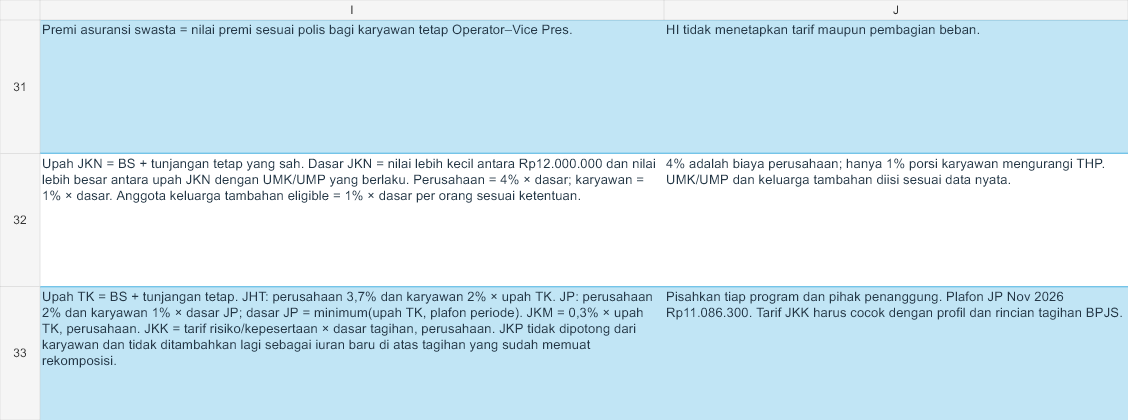 I
J
31
Premi asuransi swasta = nilai premi sesuai polis bagi karyawan tetap Operator–Vice Pres.
HI tidak menetapkan tarif maupun pembagian beban.
32
Upah JKN = BS + tunjangan tetap yang sah. Dasar JKN = nilai lebih kecil antara Rp12.000.000 dan nilai
lebih besar antara upah JKN dengan UMK/UMP yang berlaku. Perusahaan = 4% × dasar; karyawan =
1% × dasar. Anggota keluarga tambahan eligible = 1% × dasar per orang sesuai ketentuan.
4% adalah biaya perusahaan; hanya 1% porsi karyawan mengurangi THP.
UMK/UMP dan keluarga tambahan diisi sesuai data nyata.
33
Upah TK = BS + tunjangan tetap. JHT: perusahaan 3,7% dan karyawan 2% × upah TK. JP: perusahaan
2% dan karyawan 1% × dasar JP; dasar JP = minimum(upah TK, plafon periode). JKM = 0,3% × upah
TK, perusahaan. JKK = tarif risiko/kepesertaan × dasar tagihan, perusahaan. JKP tidak dipotong dari
karyawan dan tidak ditambahkan lagi sebagai iuran baru di atas tagihan yang sudah memuat
rekomposisi.
Pisahkan tiap program dan pihak penanggung. Plafon JP Nov 2026
Rp11.086.300. Tarif JKK harus cocok dengan profil dan rincian tagihan BPJS.